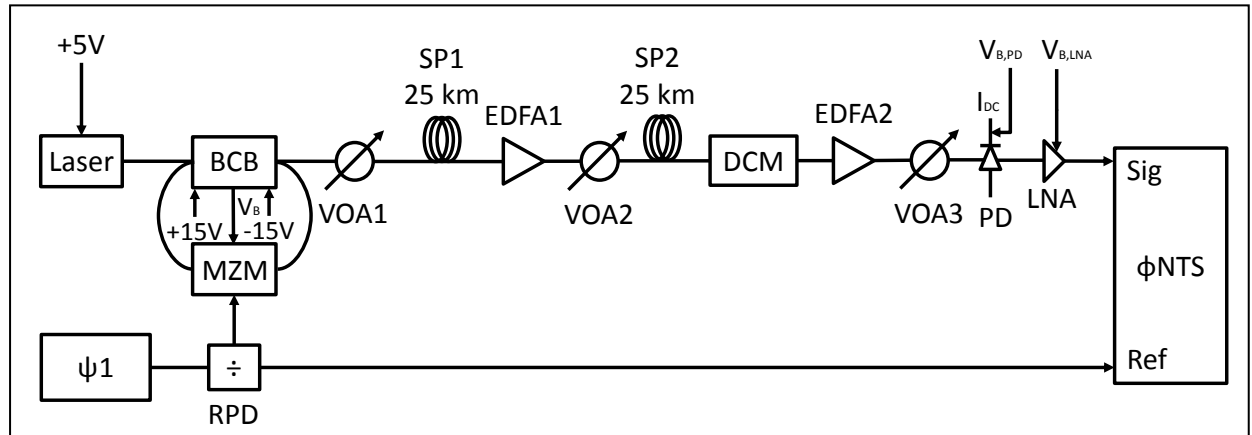 +5V
Laser
BCB
+15V
V_B
-15V
MZM
VOA1
SP1
25 km
EDFA1
VOA2
SP2
25 km
DCM
EDFA2
VOA3
I_DC
V_B,PD
V_B,LNA
PD
LNA
Sig
ϕNTS
Ref
ψ1
÷
RPD